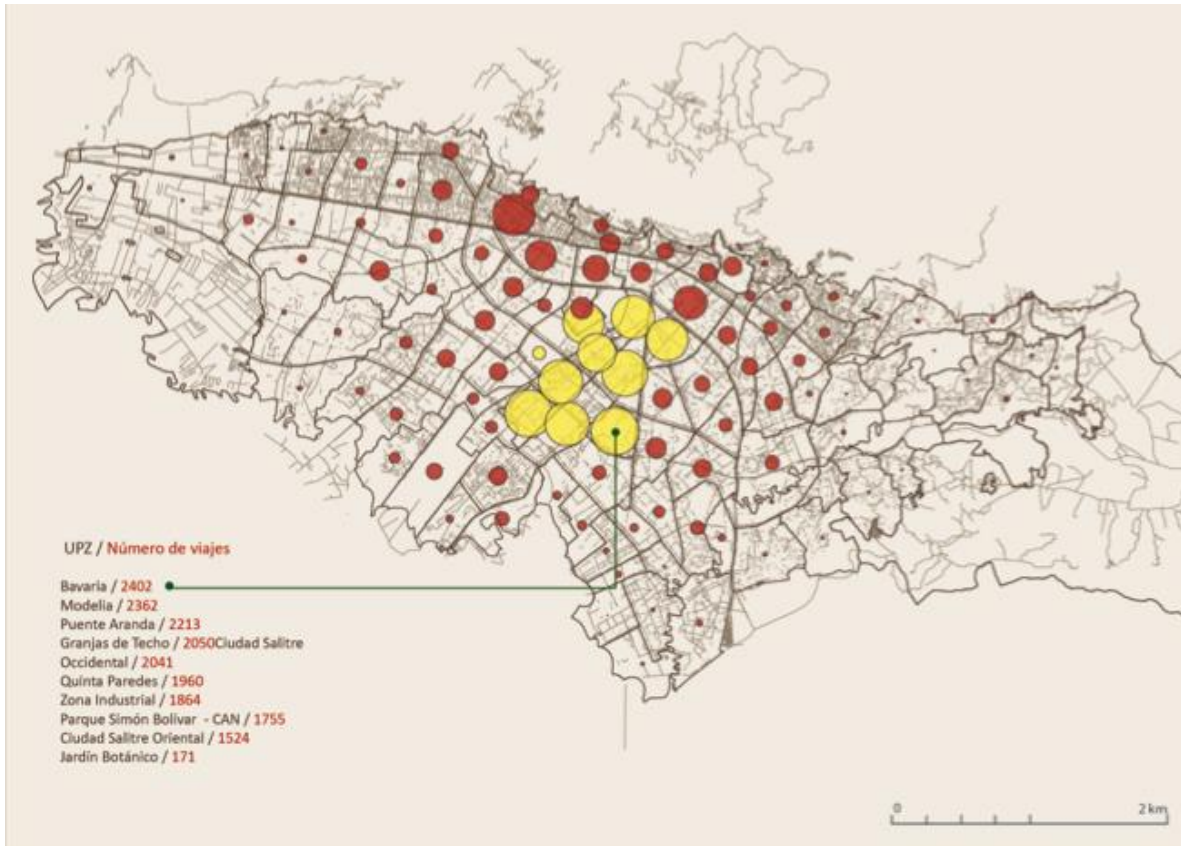 UPZ / Número de viajes
Bavaria / 2402
Modelia / 2362
Puente Aranda / 2213
Granjas de Techo / 2050Ciudad Salitre
Occidental / 2041
Quinta Paredes / 1960
Zona Industrial / 1864
Parque Simón Bolívar - CAN / 1755
Ciudad Salitre Oriental / 1524
Jardín Botánico / 171
0 2 km